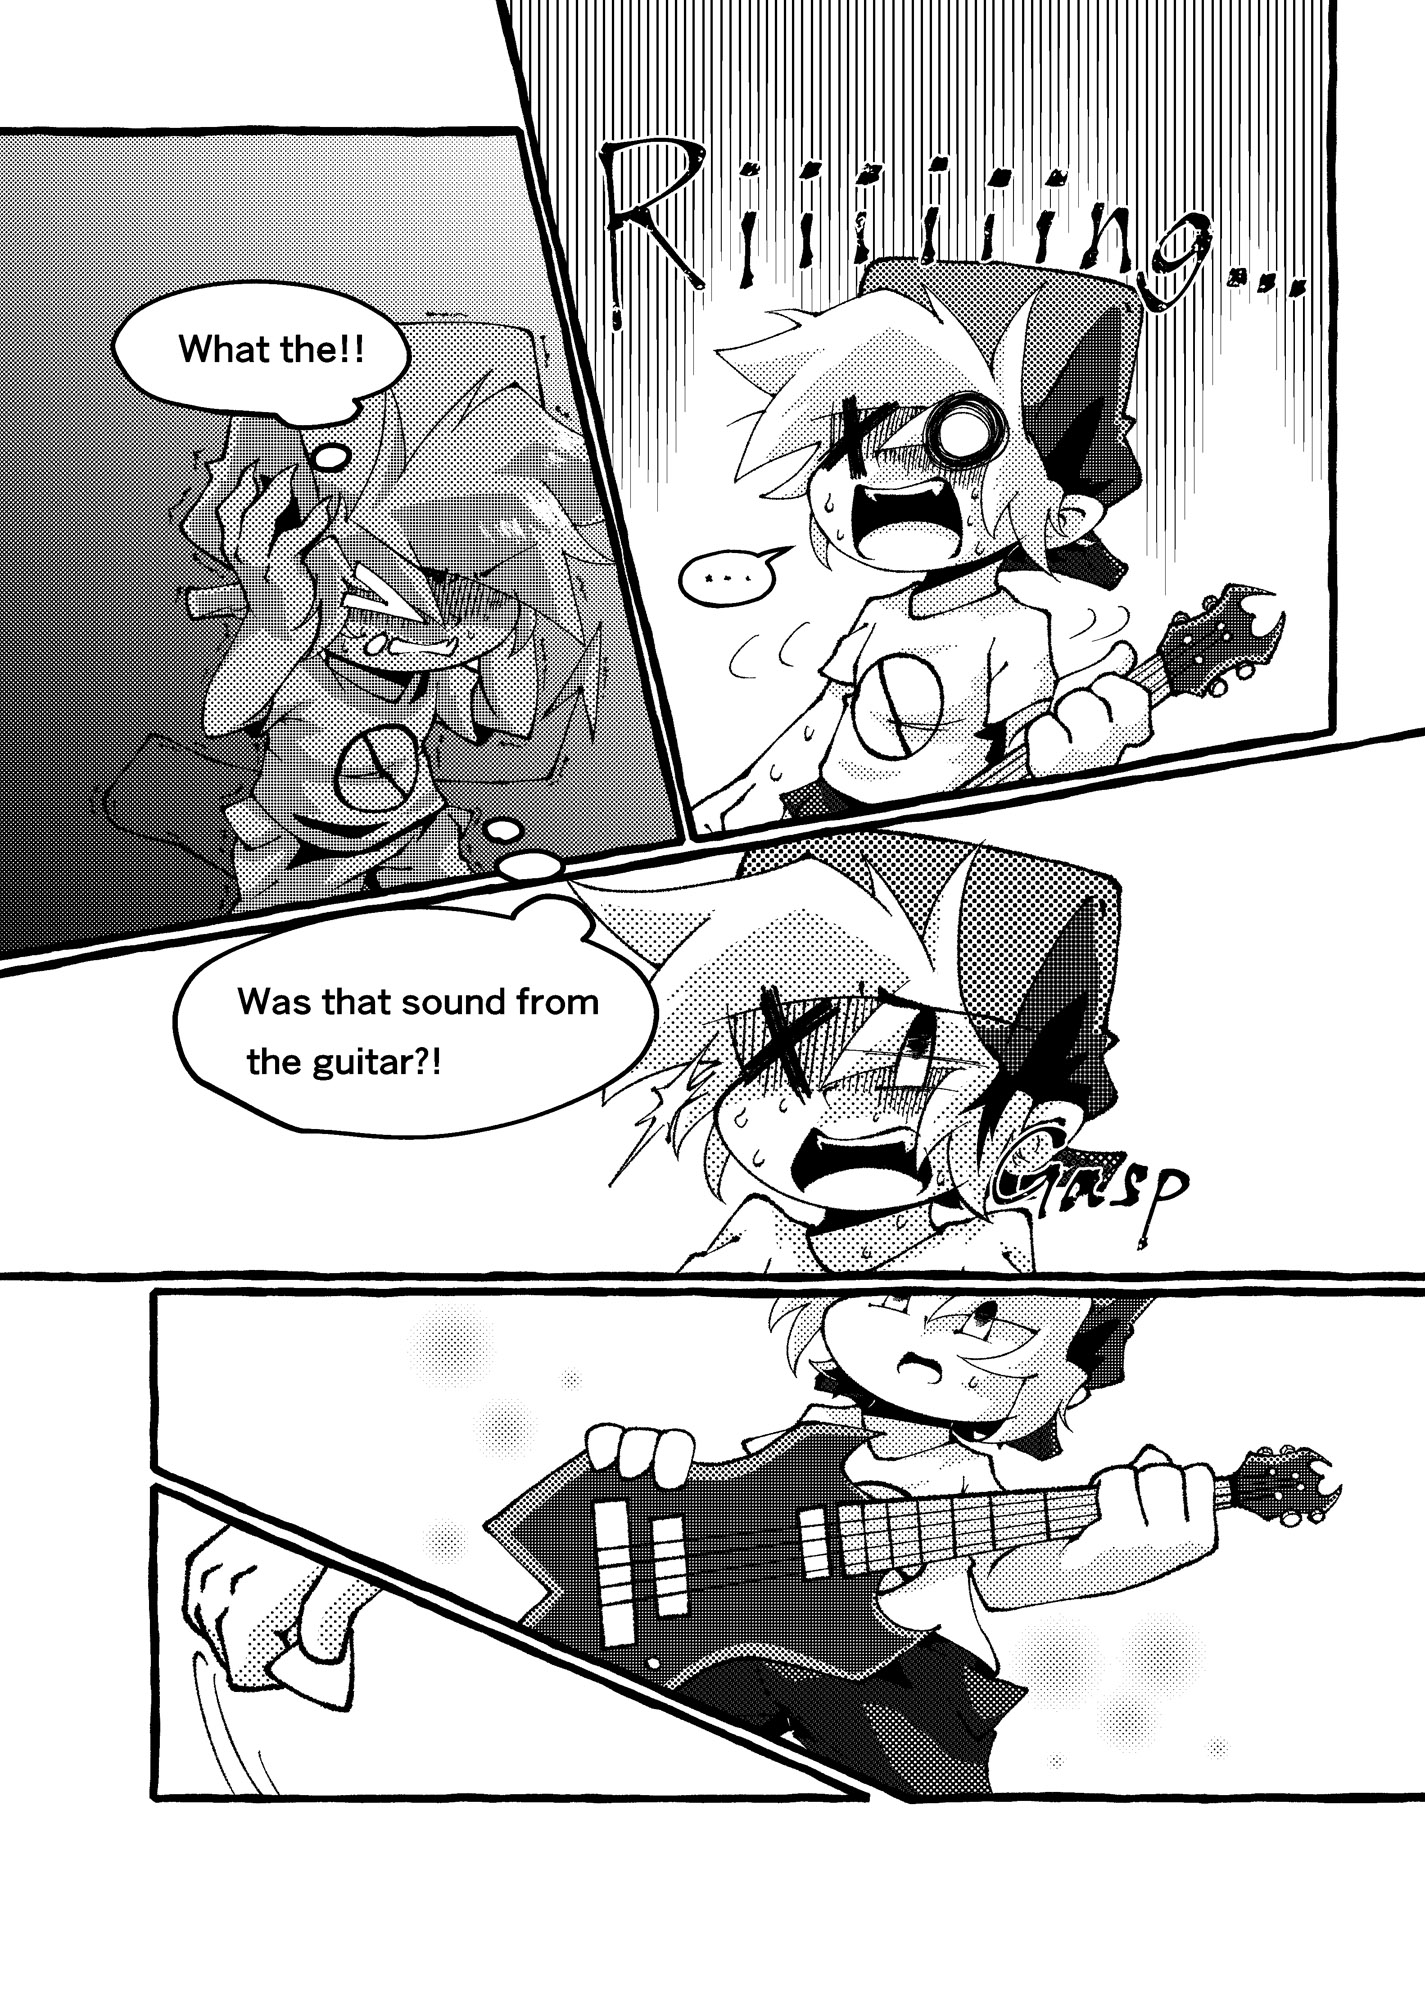 Riiiiiing...
...
What the!!
Was that sound from
the guitar?!
Gasp